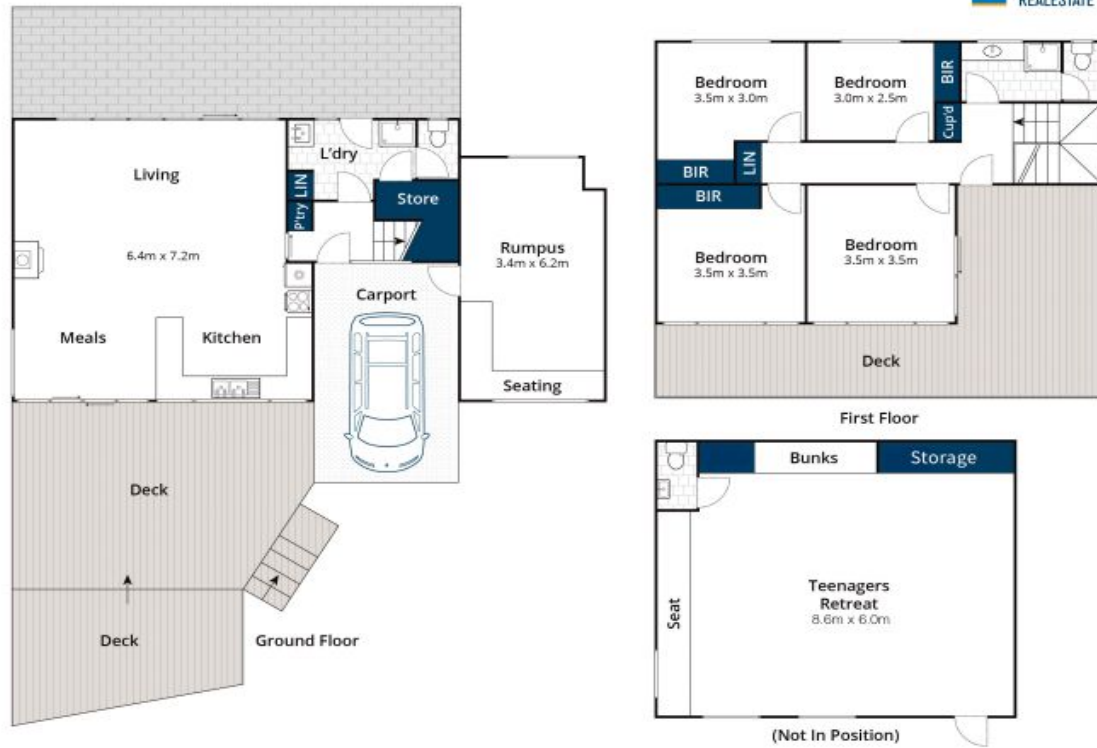 REALESTATE
L'dry
Living
LIN
P'try
Store
6.4m x 7.2m
Rumpus
3.4m x 6.2m
Carport
Meals
Kitchen
Seating
Deck
Deck
Ground Floor
Bedroom
3.5m x 3.0m
Bedroom
3.0m x 2.5m
BIR
Cup'd
BIR
LIN
BIR
Bedroom
3.5m x 3.5m
Bedroom
3.5m x 3.5m
Deck
First Floor
Bunks
Storage
Seat
Teenagers
Retreat
8.6m x 6.0m
(Not In Position)